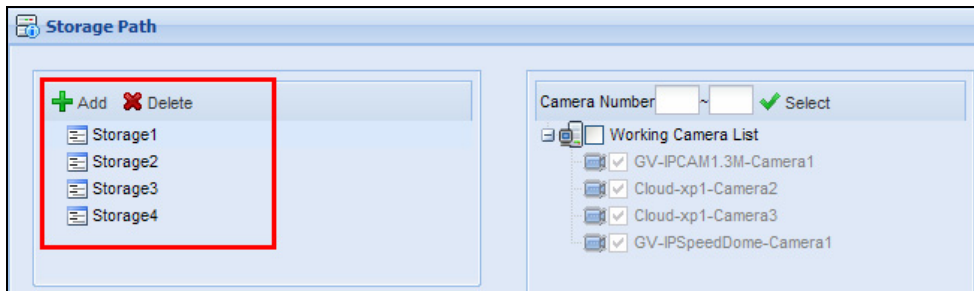 Storage Path
Add Delete
Storage1
Storage2
Storage3
Storage4
Camera Number ~ Select
Working Camera List
GV-IPCAM1.3M-Camera1
Cloud-xp1-Camera2
Cloud-xp1-Camera3
GV-IPSpeedDome-Camera1